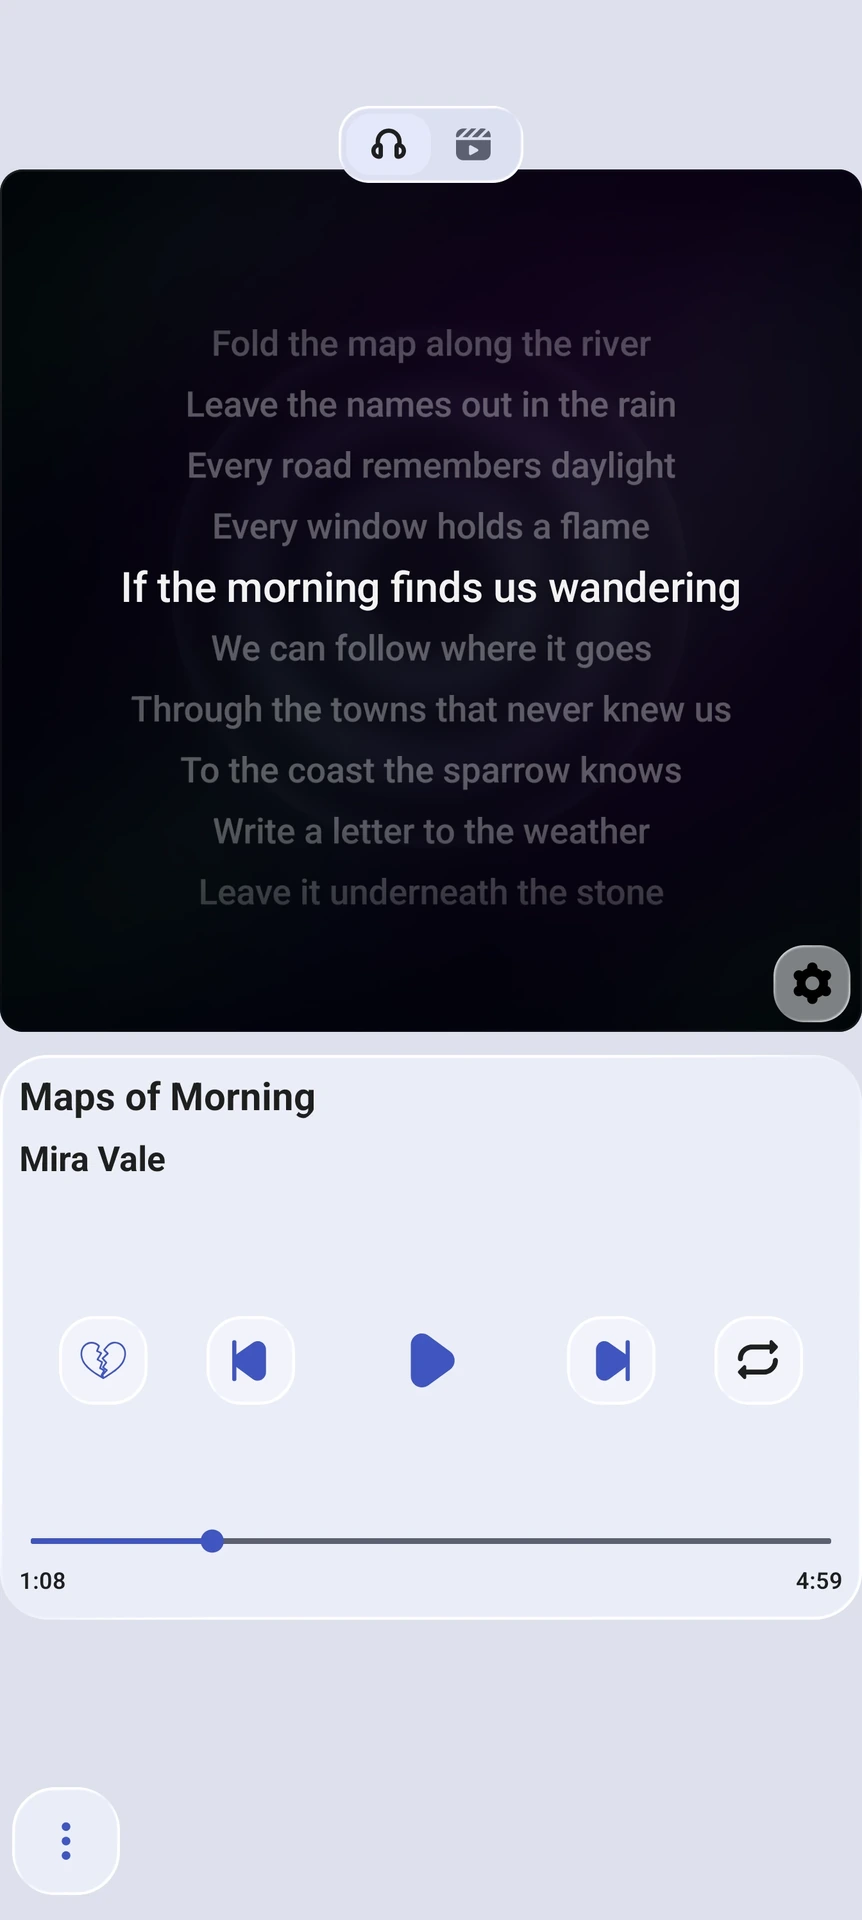 Fold the map along the river
Leave the names out in the rain
Every road remembers daylight
Every window holds a flame
If the morning finds us wandering
We can follow where it goes
Through the towns that never knew us
To the coast the sparrow knows
Write a letter to the weather
Leave it underneath the stone
Maps of Morning
Mira Vale
1:08
4:59